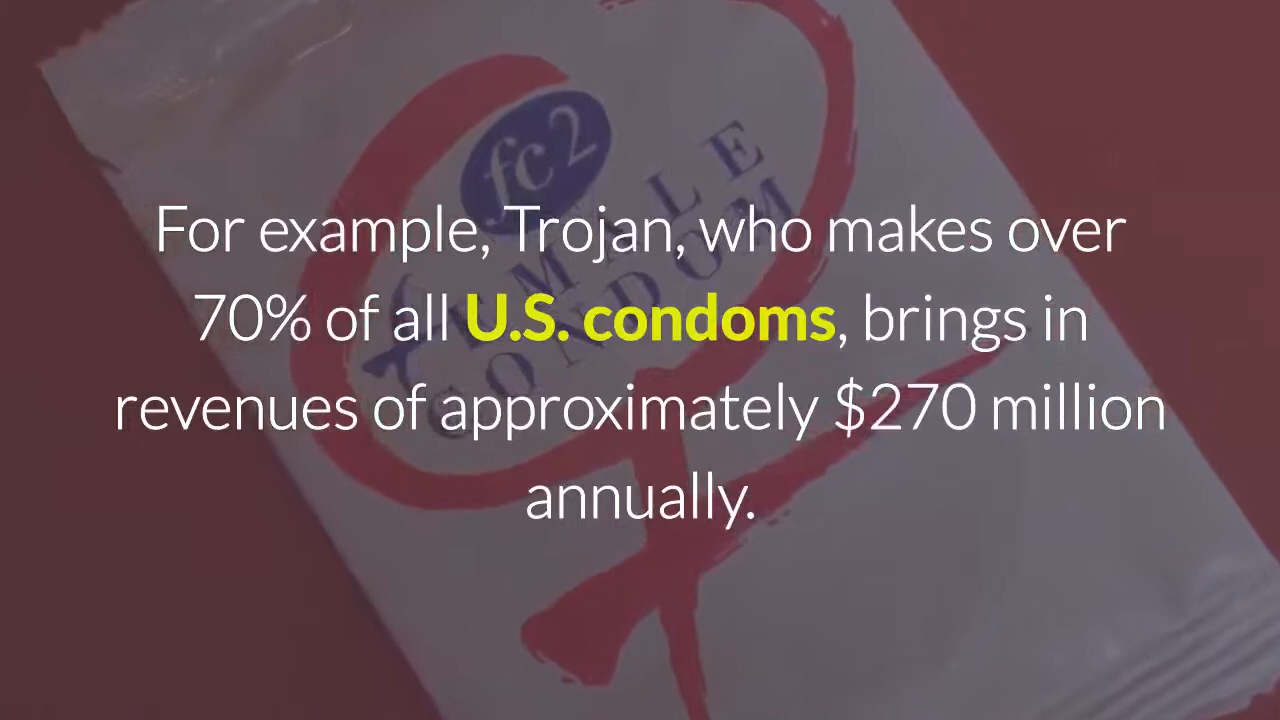 fc2
FEMALE
CONDOM
For example, Trojan, who makes over
70% of all U.S. condoms, brings in
revenues of approximately $270 million
annually.